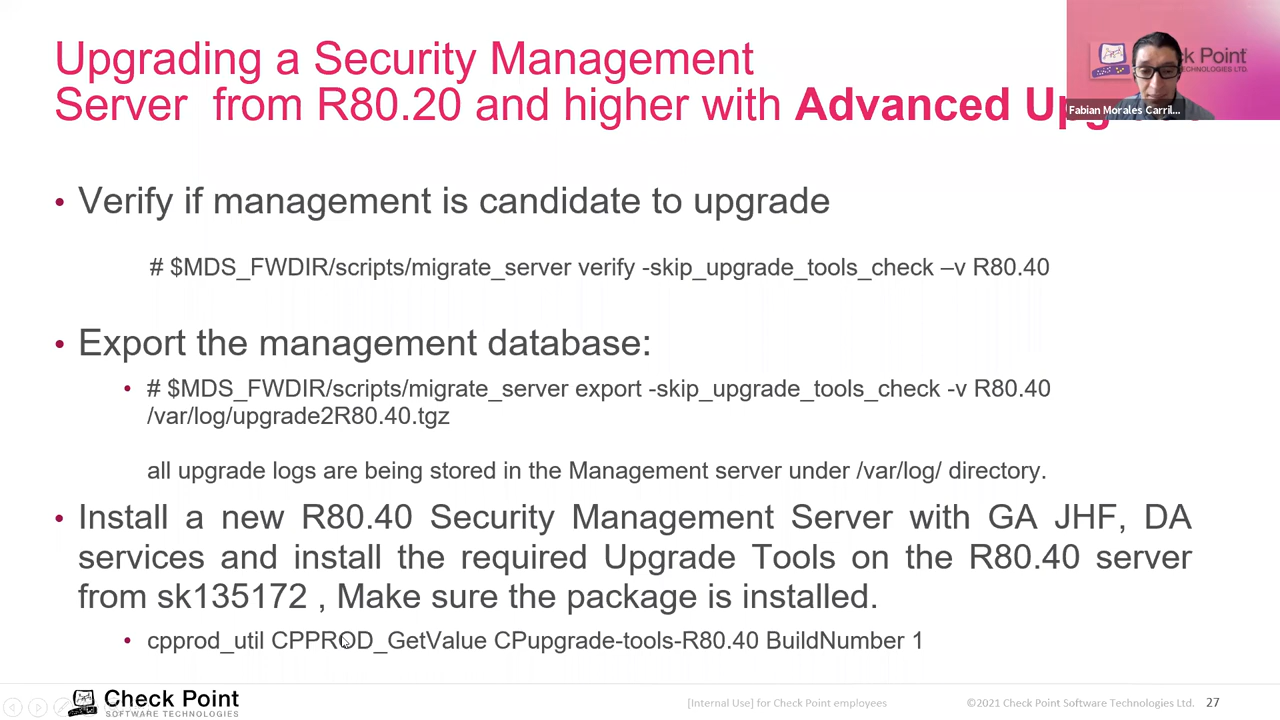 Upgrading a Security Management
Server from R80.20 and higher with Advanced
Check Point
TECHNOLOGIES LTD.
Fabian Morales Carril...
• Verify if management is candidate to upgrade
# $MDS_FWDIR/scripts/migrate_server verify -skip_upgrade_tools_check –v R80.40
• Export the management database:
• # $MDS_FWDIR/scripts/migrate_server export -skip_upgrade_tools_check -v R80.40
/var/log/upgrade2R80.40.tgz
all upgrade logs are being stored in the Management server under /var/log/ directory.
• Install a new R80.40 Security Management Server with GA JHF, DA
services and install the required Upgrade Tools on the R80.40 server
from sk135172 , Make sure the package is installed.
• cpprod_util CPPROD_GetValue CPupgrade-tools-R80.40 BuildNumber 1
Check Point
SOFTWARE TECHNOLOGIES
[Internal Use] for Check Point employees
©2021 Check Point Software Technologies Ltd.
27